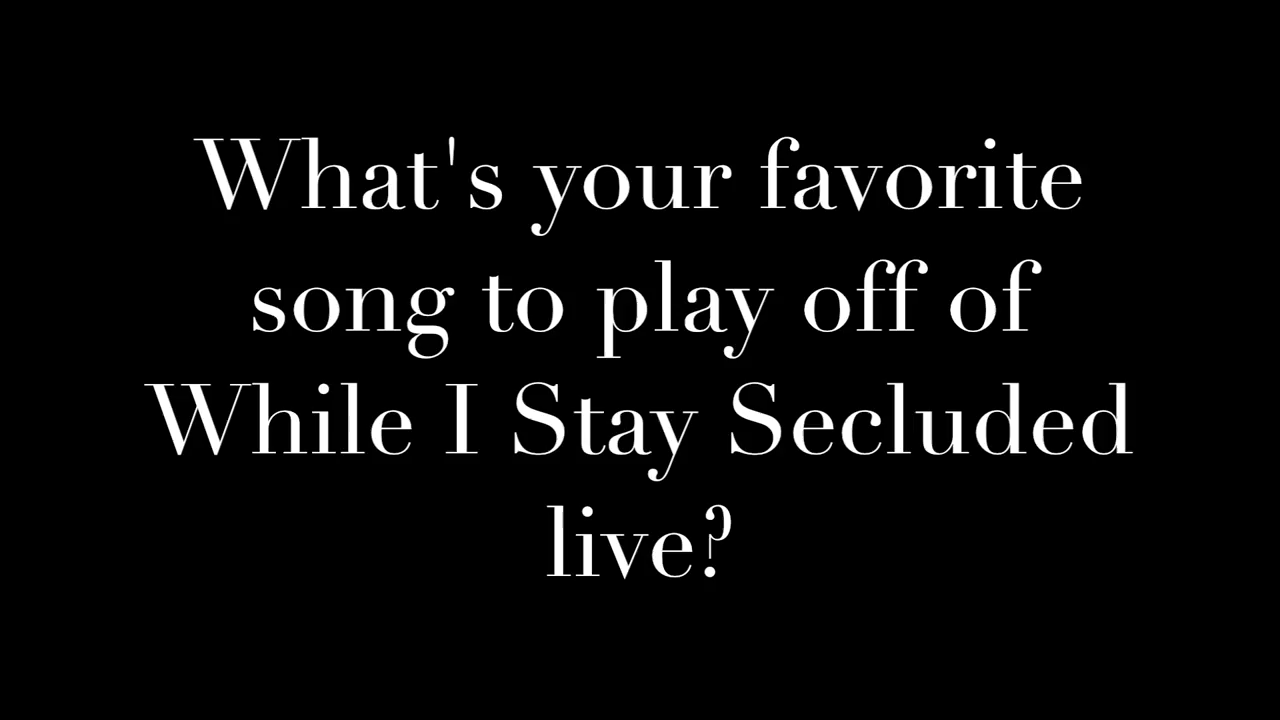 What's your favorite
song to play off of
While I Stay Secluded
live?